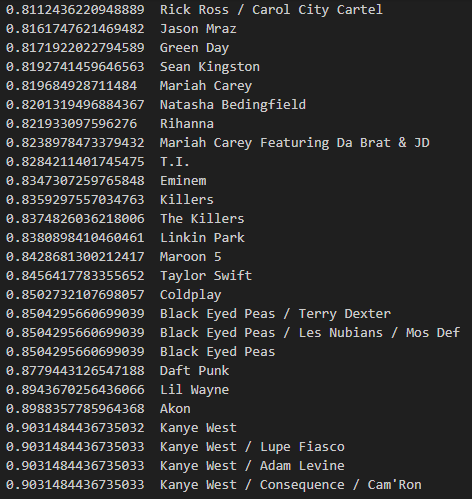 0.8112436220948889 Rick Ross / Carol City Cartel
0.8161747621469482 Jason Mraz
0.8171922022794589 Green Day
0.8192741459646563 Sean Kingston
0.819684928711484 Mariah Carey
0.8201319496884367 Natasha Bedingfield
0.821933097596276 Rihanna
0.8238978473379432 Mariah Carey Featuring Da Brat & JD
0.8284211401745475 T.I.
0.8347307259765848 Eminem
0.8359297557034763 Killers
0.8374826036218006 The Killers
0.8380898410460461 Linkin Park
0.8428681300212417 Maroon 5
0.8456417783355652 Taylor Swift
0.8502732107698057 Coldplay
0.8504295660699039 Black Eyed Peas / Terry Dexter
0.8504295660699039 Black Eyed Peas / Les Nubians / Mos Def
0.8504295660699039 Black Eyed Peas
0.8779443126547188 Daft Punk
0.8943670256436066 Lil Wayne
0.8988357785964368 Akon
0.9031484436735032 Kanye West
0.9031484436735033 Kanye West / Lupe Fiasco
0.9031484436735033 Kanye West / Adam Levine
0.9031484436735033 Kanye West / Consequence / Cam'Ron